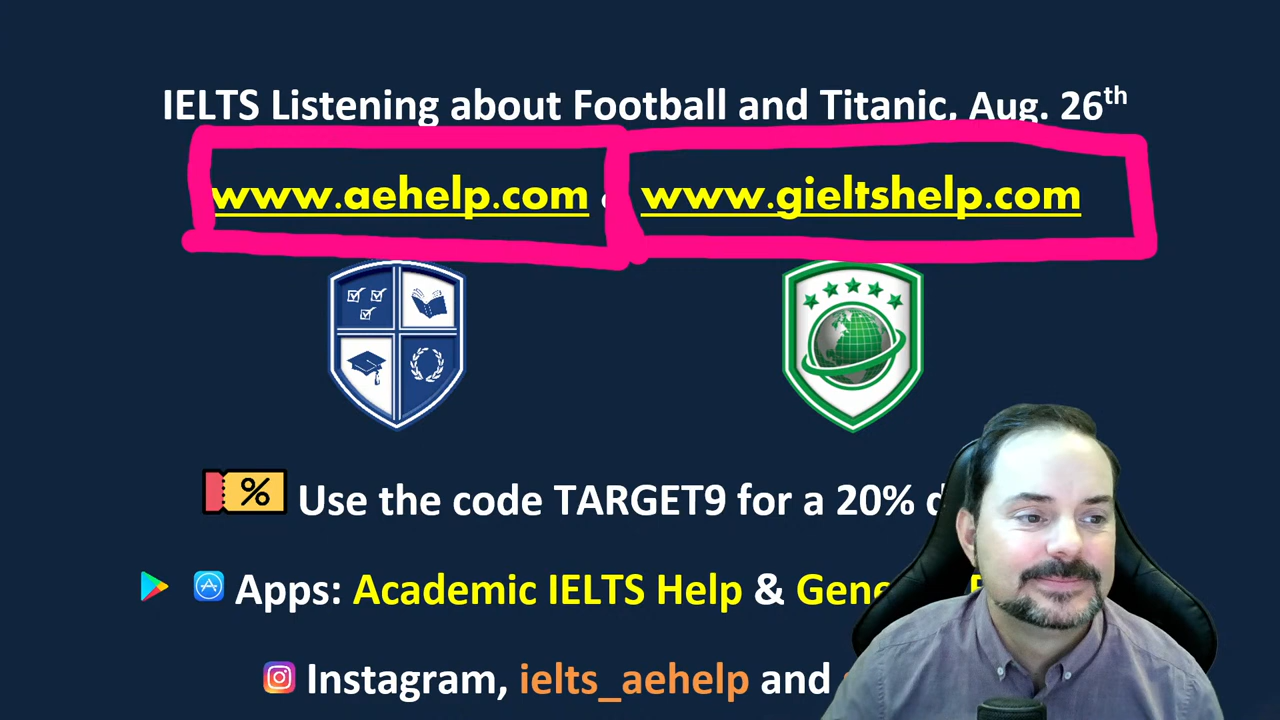 IELTS Listening about Football and Titanic, Aug. 26th
www.aehelp.com www.gieltshelp.com
% Use the code TARGET9 for a 20%
Apps: Academic IELTS Help &
Instagram, ielts_aehelp and